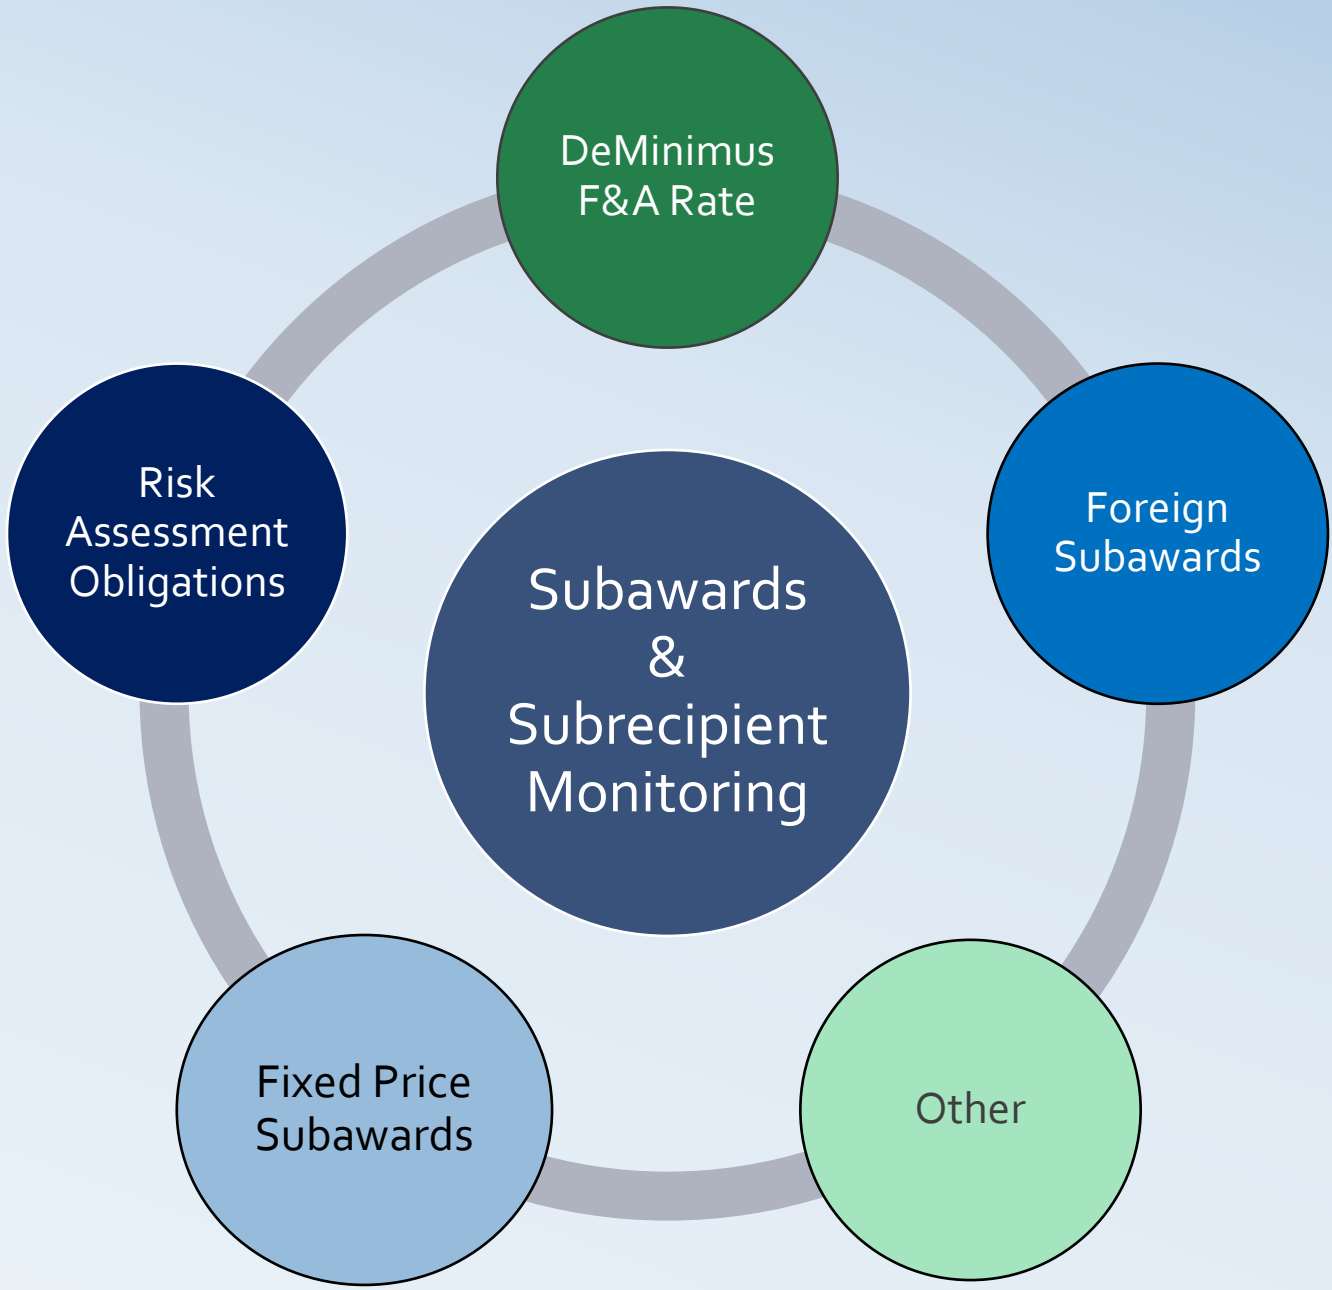 DeMinimus
F&A Rate
Risk
Assessment
Obligations
Foreign
Subawards
Subawards
&
Subrecipient
Monitoring
Fixed Price
Subawards
Other